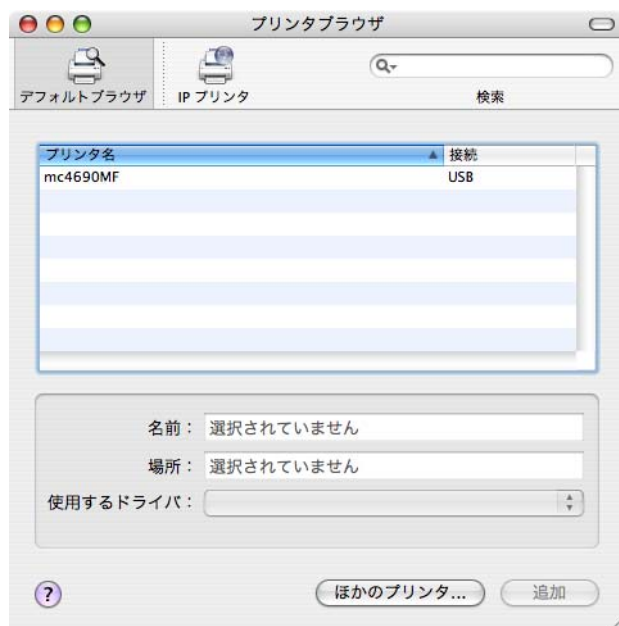 プリンタブラウザ
デフォルトブラウザ
IP プリンタ
検索
プリンタ名 接続
mc4690MF USB
名前： 選択されていません
場所： 選択されていません
使用するドライバ：
? ほかのプリンタ... 追加